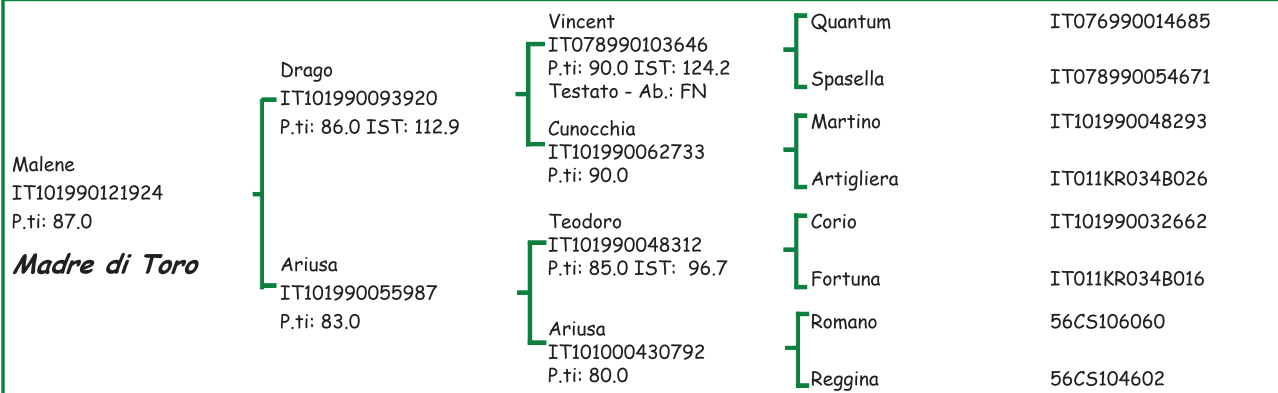 Malene
IT101990121924
P.ti: 87.0
Madre di Toro
Drago
IT101990093920
P.ti: 86.0 IST: 112.9
Ariusa
IT101990055987
P.ti: 83.0
Vincent
IT078990103646
P.ti: 90.0 IST: 124.2
Testato - Ab.: FN
Cunocchia
IT101990062733
P.ti: 90.0
Teodoro
IT101990048312
P.ti: 85.0 IST:  96.7
Ariusa
IT101000430792
P.ti: 80.0
Quantum IT076990014685
Spasella IT078990054671
Martino IT101990048293
Artigliera IT011KR034B026
Corio IT101990032662
Fortuna IT011KR034B016
Romano 56CS106060
Reggina 56CS104602